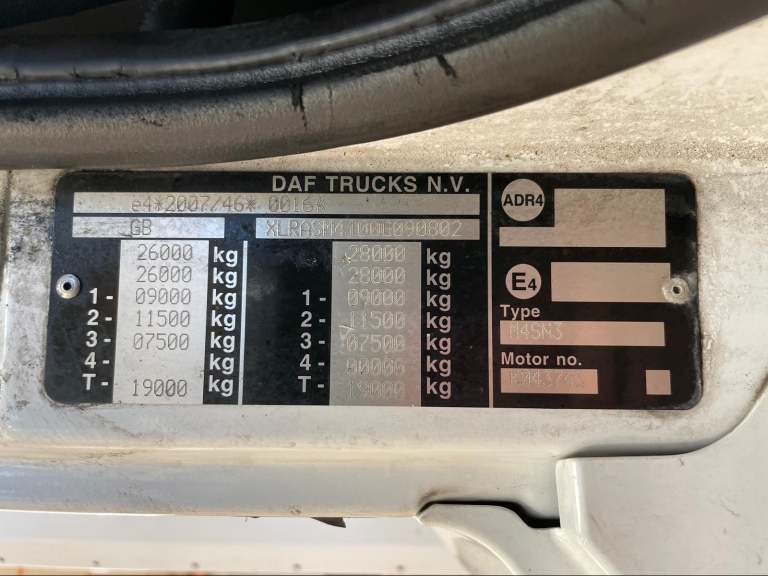 DAF TRUCKS N.V.
e4*2007/46*
GB
26000 kg 28000 kg
26000 kg 28000 kg
1- 09000 kg 1- 09000 kg
2- 11500 kg 2- 11500 kg
3- 07500 kg 3- 07500 kg
4- kg 4- kg
T- 19000 kg T- 19000 kg
ADR4
E4
Type
M4SM3
Motor no.